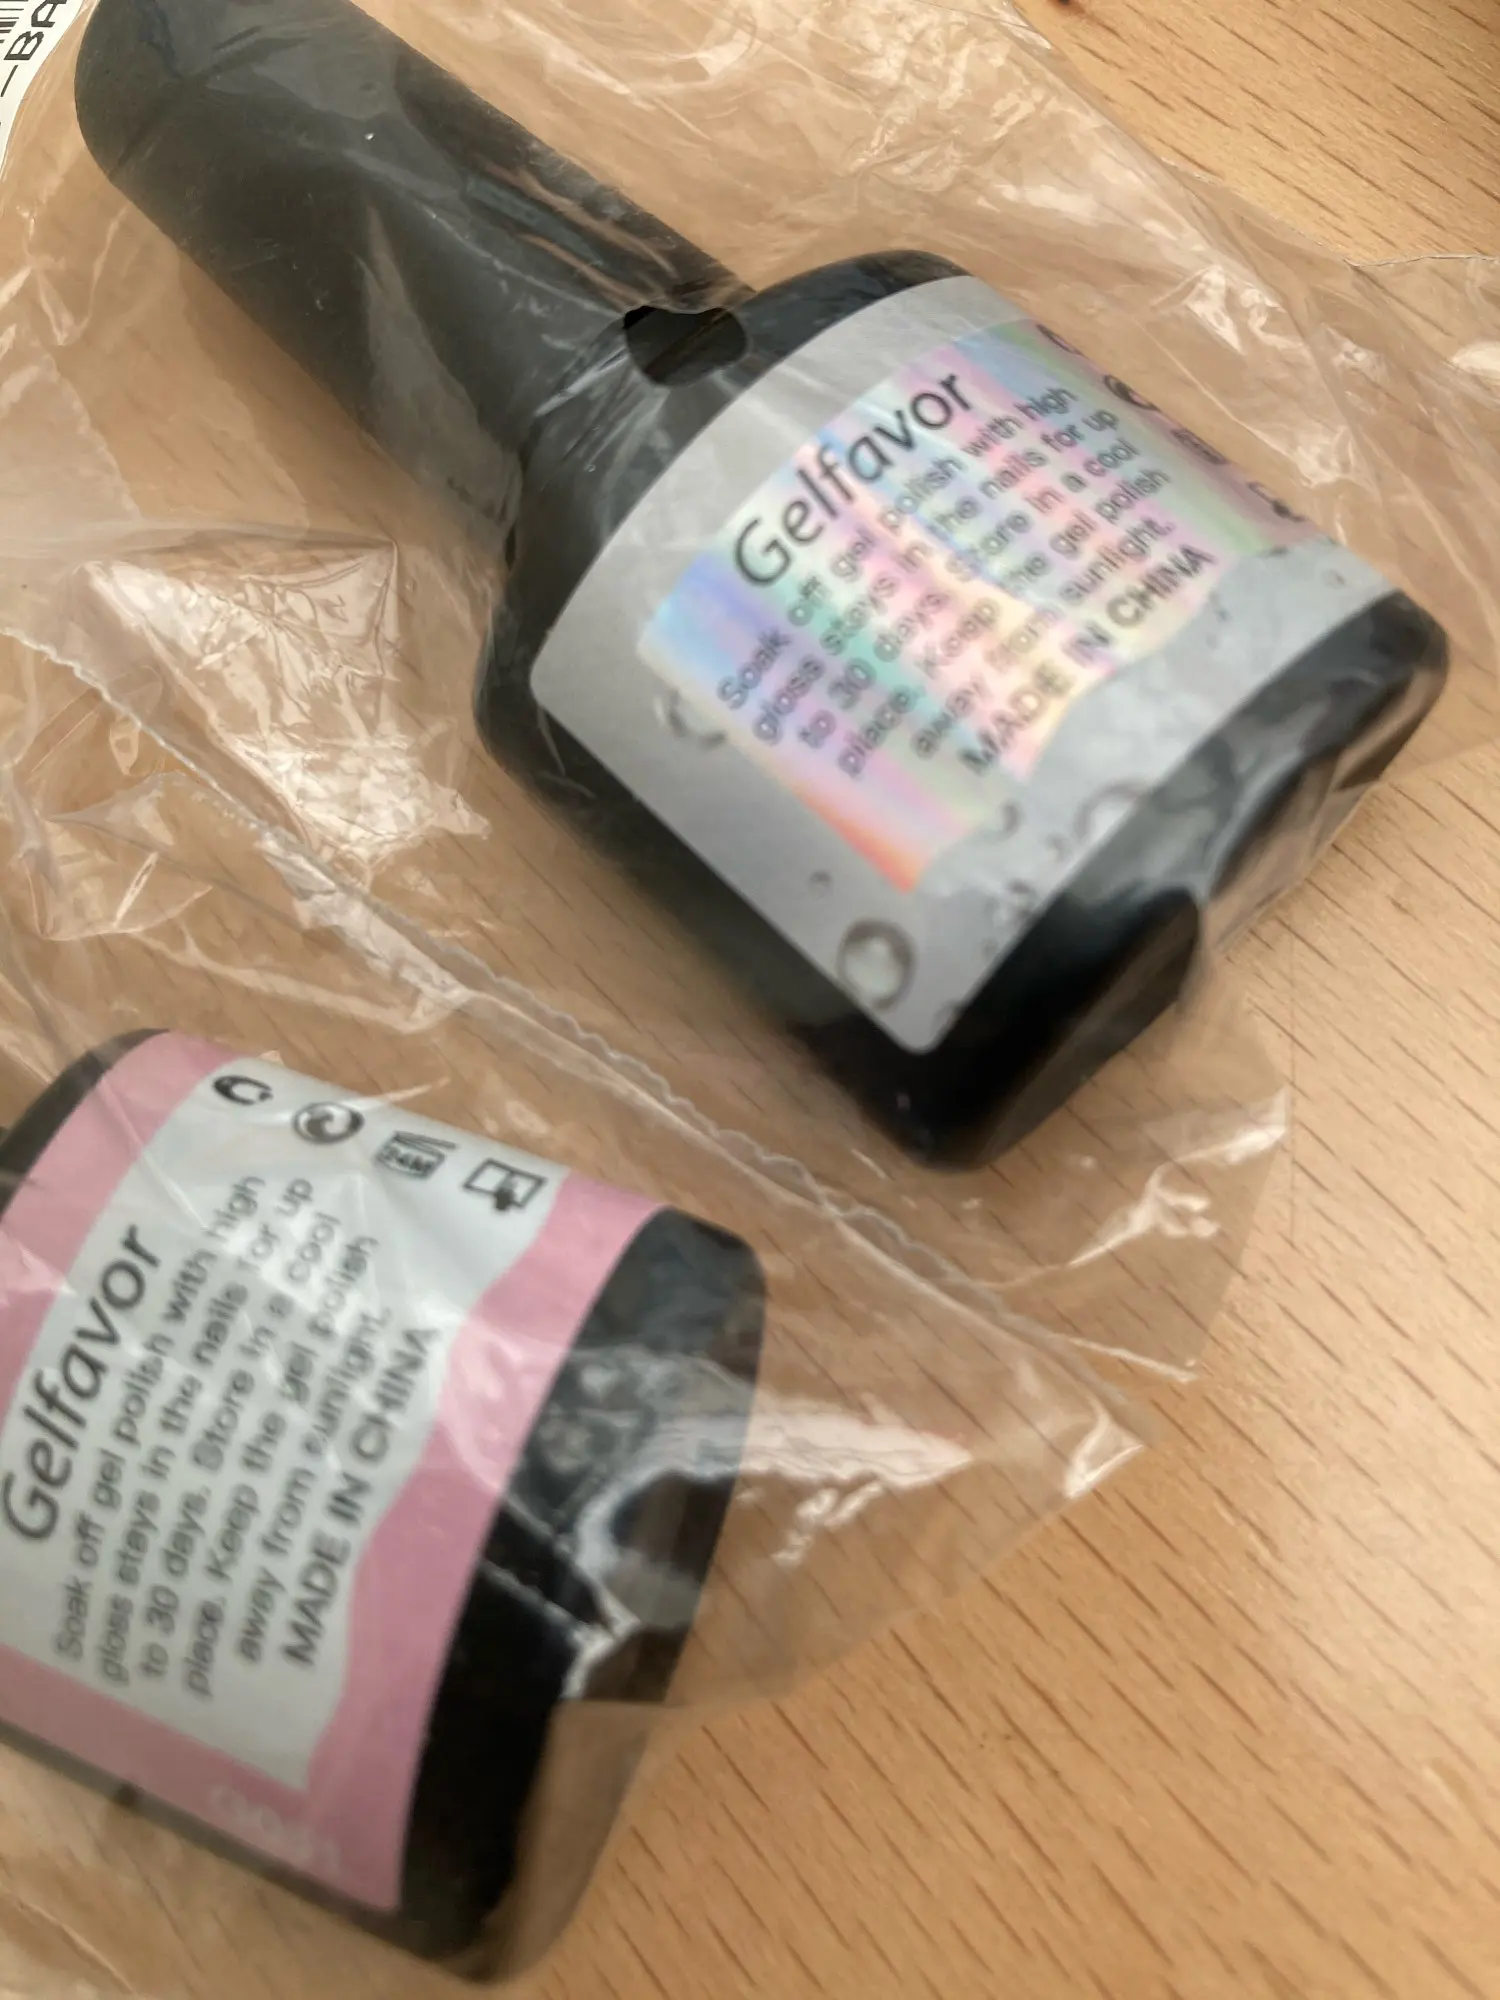 -BA
Gelfavor
Soak off gel polish with high
gloss stays in the nails for up
to 30 days. Store in a cool
place. Keep the gel polish
away from sunlight.
MADE IN CHINA
Gelfavor
Soak off gel polish with high
gloss stays in the nails for up
to 30 days. Store in a cool
place. Keep the gel polish
away from sunlight.
MADE IN CHINA
24M